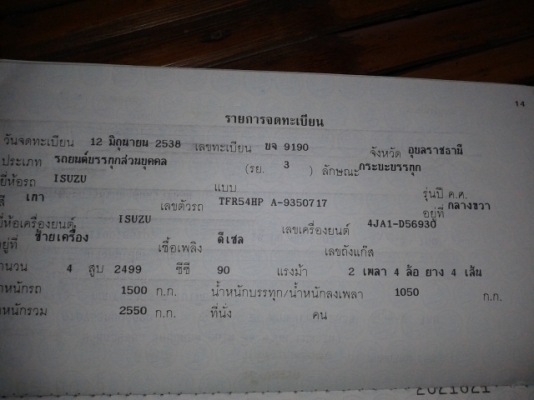 14
รายการจดทะเบียน
วันจดทะเบียน 12 มิถุนายน 2538 เลขทะเบียน บจ 9190 จังหวัด อุบลราชธานี
ประเภท รถยนต์บรรทุกส่วนบุคคล (รย. 3 ) ลักษณะ กระบะบรรทุก
ยี่ห้อรถ ISUZU แบบ รุ่นปี ค.ศ.
สี เทา เลขตัวรถ TFR54HP A-9350717 อยู่ที่ กลางขวา
ยี่ห้อเครื่องยนต์ ISUZU เลขเครื่องยนต์ 4JA1-D56930
อยู่ที่ ซ้ายเครื่อง เชื้อเพลิง ดีเซล เลขถังแก๊ส
จำนวน 4 สูบ 2499 ซีซี 90 แรงม้า 2 เพลา 4 ล้อ ยาง 4 เส้น
น้ำหนักรถ 1500 ก.ก. น้ำหนักบรรทุก/น้ำหนักลงเพลา 1050 ก.ก.
น้ำหนักรวม 2550 ก.ก. ที่นั่ง คน